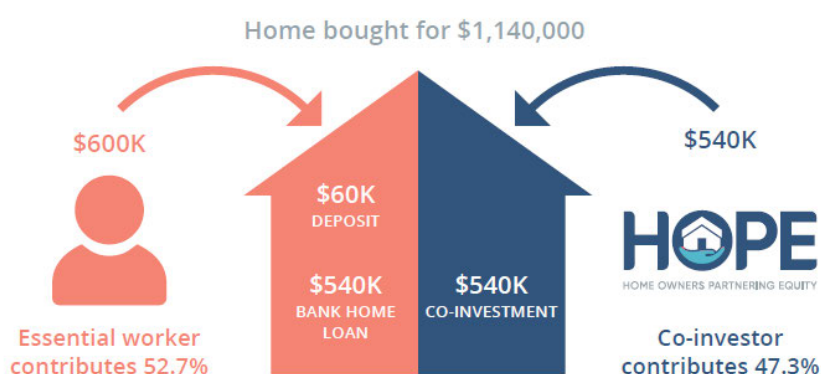 Home bought for $1,140,000
$600K
$540K
$60K
DEPOSIT
$540K
BANK HOME
LOAN
$540K
CO-INVESTMENT
HOPE
HOME OWNERS PARTNERING EQUITY
Essential worker
contributes 52.7%
Co-investor
contributes 47.3%